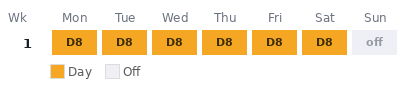 Wk Mon Tue Wed Thu Fri Sat Sun
1 D8 D8 D8 D8 D8 D8 off
Day Off